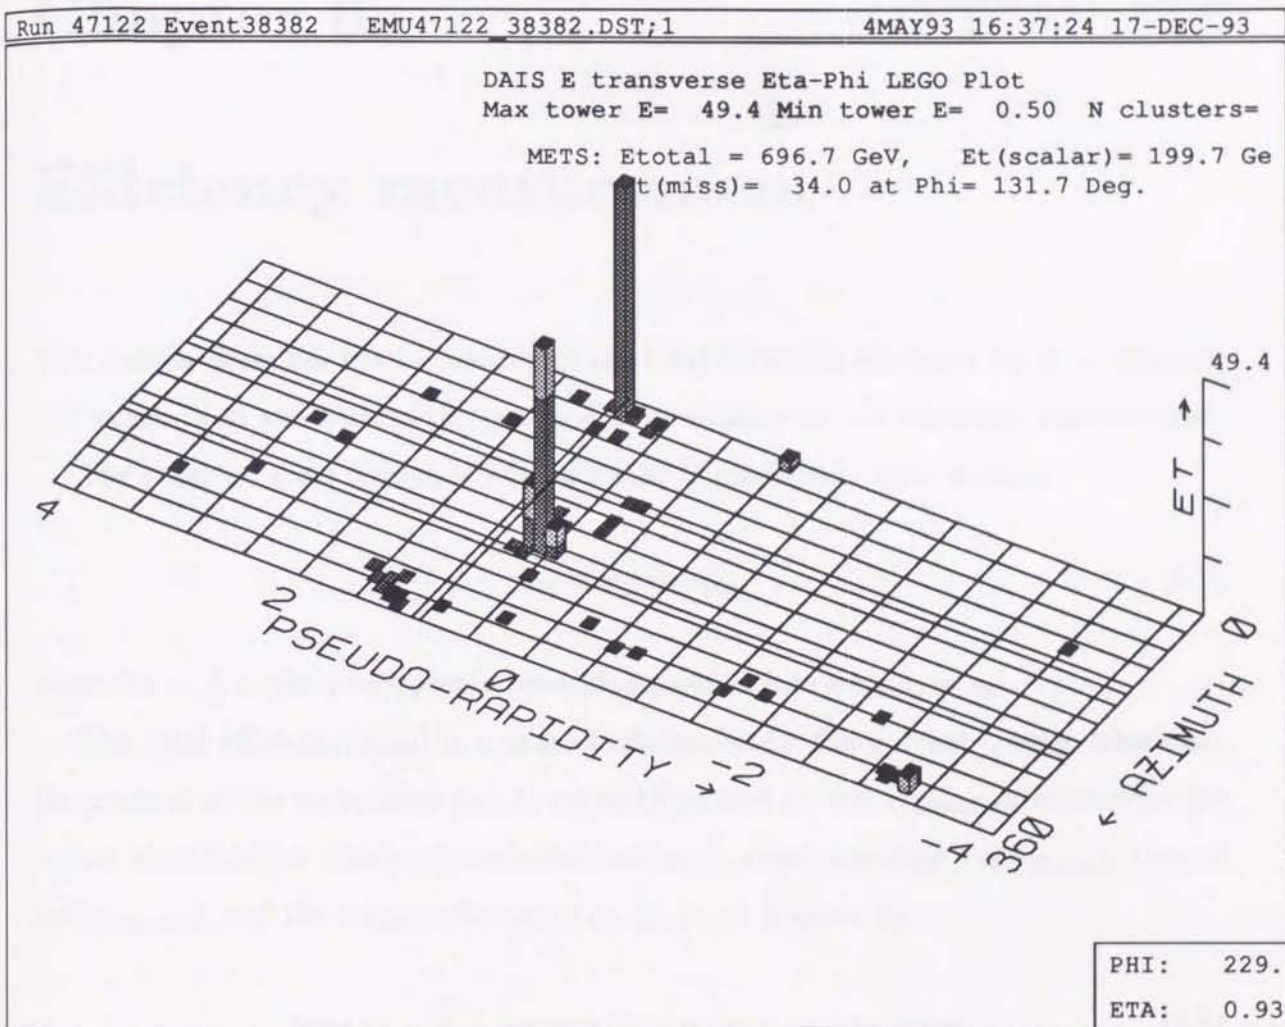 Run 47122 Event38382 EMU47122_38382.DST;1 4MAY93 16:37:24 17-DEC-93
DAIS E transverse Eta-Phi LEGO Plot
Max tower E= 49.4 Min tower E= 0.50 N clusters=
METS: Etotal = 696.7 GeV, Et(scalar)= 199.7 Ge
t(miss)= 34.0 at Phi= 131.7 Deg.
49.4
ET
4
2
0
-2
-4
PSEUDO-RAPIDITY
0
AZIMUTH
360
PHI: 229.
ETA: 0.93